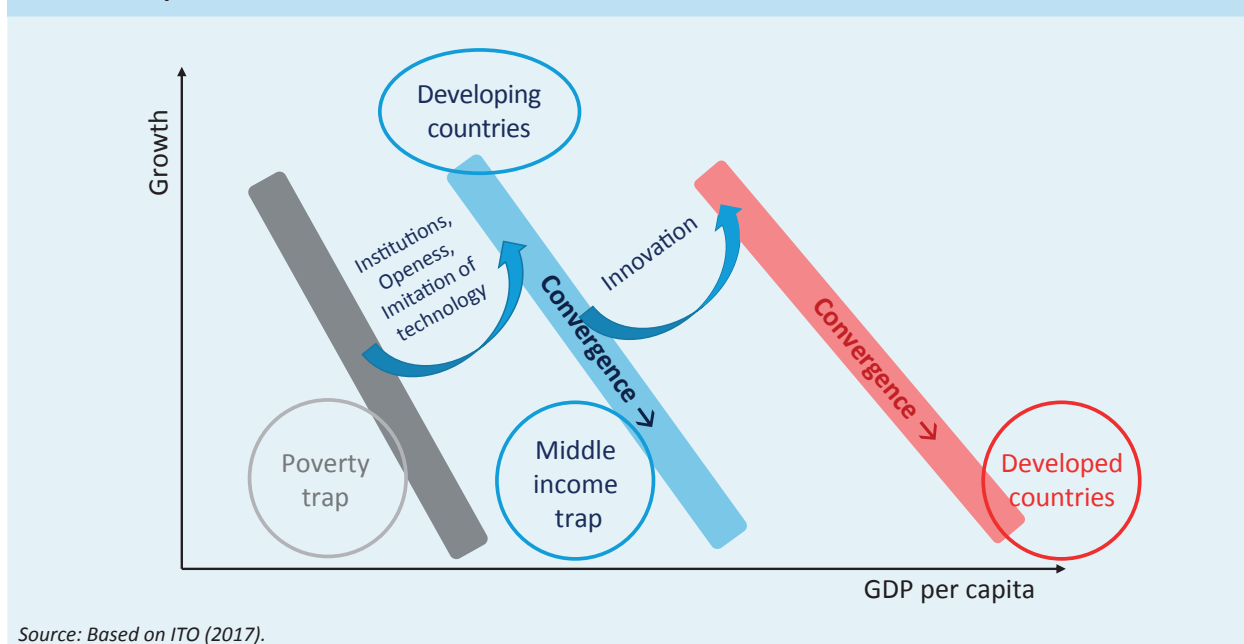 Growth
Developing
countries
Institutions,
Openess,
Imitation of
technology
Convergence →
Innovation
Convergence →
Poverty
trap
Middle
income
trap
Developed
countries
GDP per capita
Source: Based on ITO (2017).